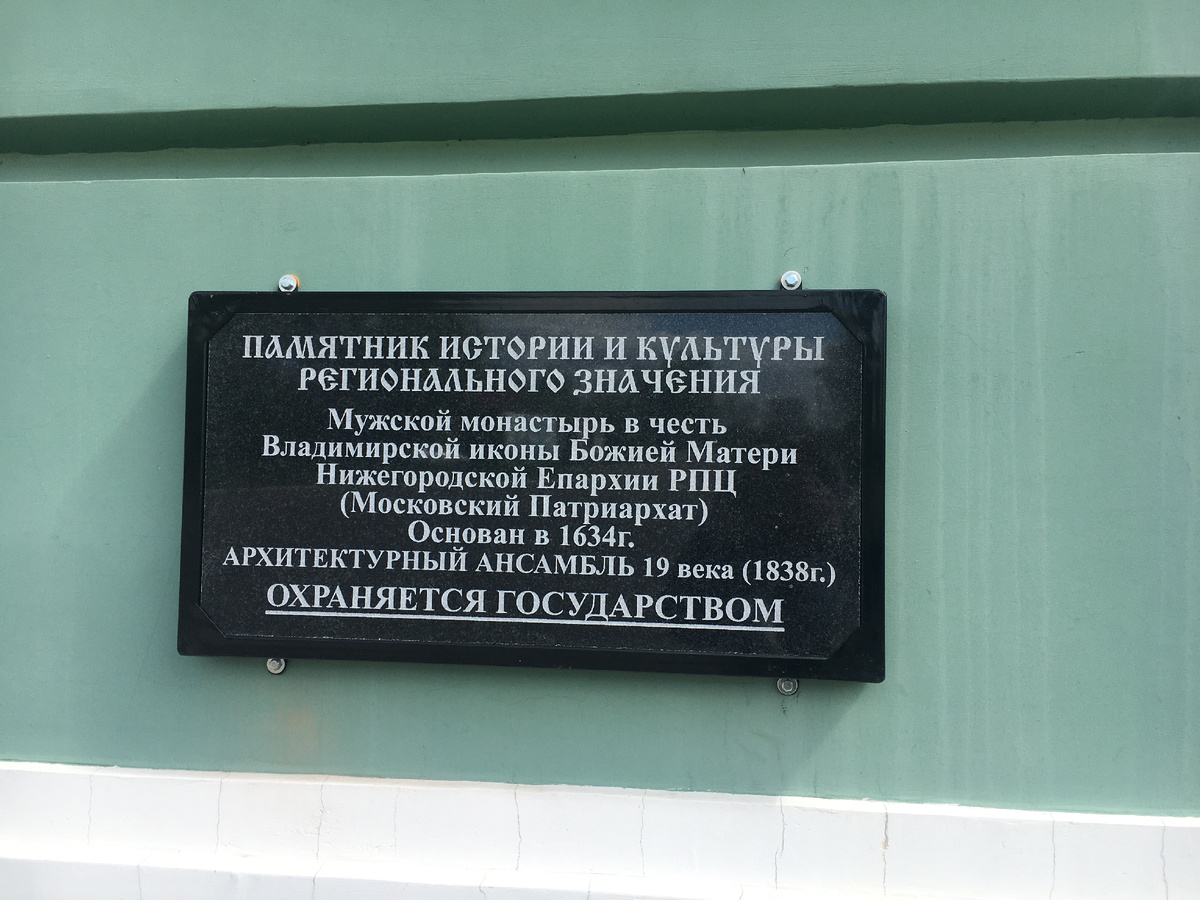 ПАМЯТНИК ИСТОРИИ И КУЛЬТУРЫ
РЕГИОНАЛЬНОГО ЗНАЧЕНИЯ
Мужской монастырь в честь
Владимирской иконы Божией Матери
Нижегородской Епархии РПЦ
(Московский Патриархат)
Основан в 1634г.
АРХИТЕКТУРНЫЙ АНСАМБЛЬ 19 века (1838г.)
ОХРАНЯЕТСЯ ГОСУДАРСТВОМ